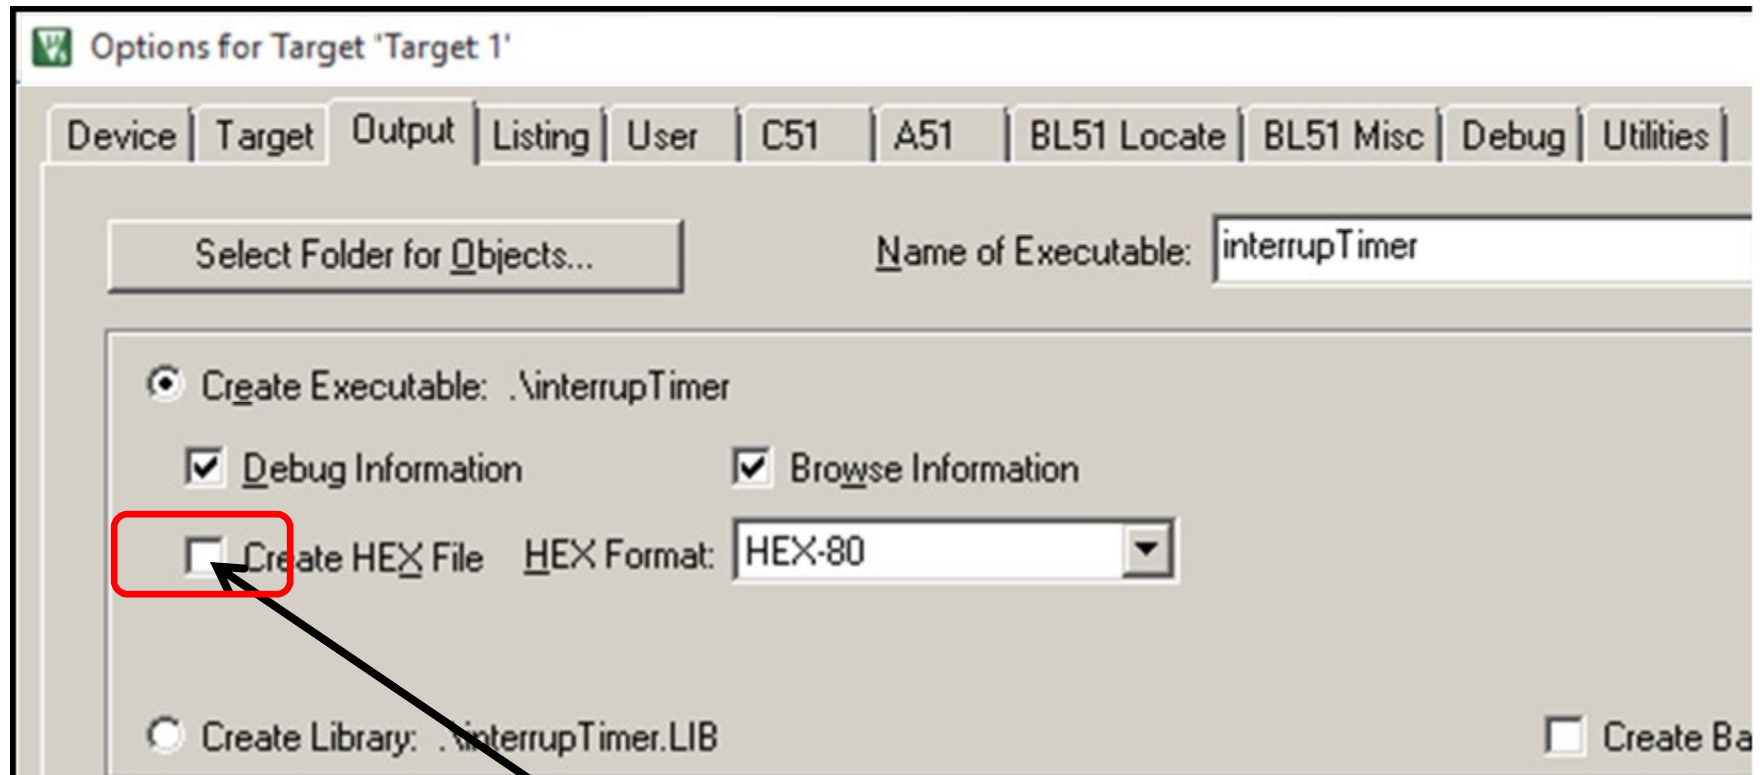 Options for Target 'Target 1'
Device Target Output Listing User C51 A51 BL51 Locate BL51 Misc Debug Utilities
Select Folder for Objects... Name of Executable: interrupTimer
Create Executable: .\interrupTimer
Debug Information Browse Information
Create HEX File HEX Format: HEX-80
Create Library: .\interrupTimer.LIB Create Ba